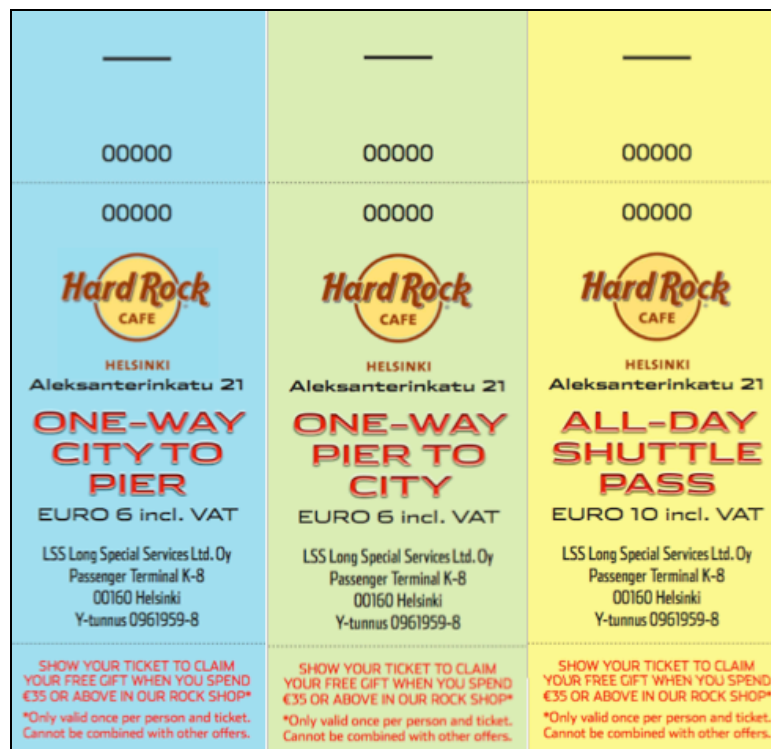 00000
00000
Hard Rock
CAFE
HELSINKI
Aleksanterinkatu 21
ONE-WAY
CITY TO
PIER
EURO 6 incl. VAT
LSS Long Special Services Ltd. Oy
Passenger Terminal K-8
00160 Helsinki
Y-tunnus 0961959-8
SHOW YOUR TICKET TO CLAIM
YOUR FREE GIFT WHEN YOU SPEND
€35 OR ABOVE IN OUR ROCK SHOP*
*Only valid once per person and ticket.
Cannot be combined with other offers.
00000
00000
Hard Rock
CAFE
HELSINKI
Aleksanterinkatu 21
ONE-WAY
PIER TO
CITY
EURO 6 incl. VAT
LSS Long Special Services Ltd. Oy
Passenger Terminal K-8
00160 Helsinki
Y-tunnus 0961959-8
SHOW YOUR TICKET TO CLAIM
YOUR FREE GIFT WHEN YOU SPEND
€35 OR ABOVE IN OUR ROCK SHOP*
*Only valid once per person and ticket.
Cannot be combined with other offers.
00000
00000
Hard Rock
CAFE
HELSINKI
Aleksanterinkatu 21
ALL-DAY
SHUTTLE
PASS
EURO 10 incl. VAT
LSS Long Special Services Ltd. Oy
Passenger Terminal K-8
00160 Helsinki
Y-tunnus 0961959-8
SHOW YOUR TICKET TO CLAIM
YOUR FREE GIFT WHEN YOU SPEND
€35 OR ABOVE IN OUR ROCK SHOP*
*Only valid once per person and ticket.
Cannot be combined with other offers.